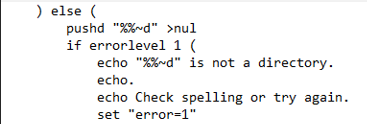 ) else (
pushd "%%~d" >nul
if errorlevel 1 (
echo "%%~d" is not a directory.
echo.
echo Check spelling or try again.
set "error=1"